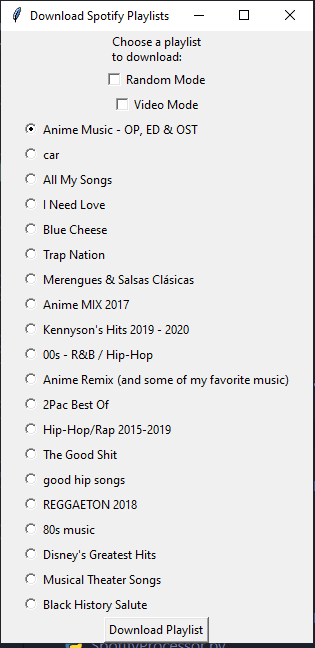 Download Spotify Playlists
Choose a playlist
to download:
Random Mode
Video Mode
Anime Music - OP, ED & OST
car
All My Songs
I Need Love
Blue Cheese
Trap Nation
Merengues & Salsas Clásicas
Anime MIX 2017
Kennyson's Hits 2019 - 2020
00s - R&B / Hip-Hop
Anime Remix (and some of my favorite music)
2Pac Best Of
Hip-Hop/Rap 2015-2019
The Good Shit
good hip songs
REGGAETON 2018
80s music
Disney's Greatest Hits
Musical Theater Songs
Black History Salute
Download Playlist
SpotifyProcessor.py